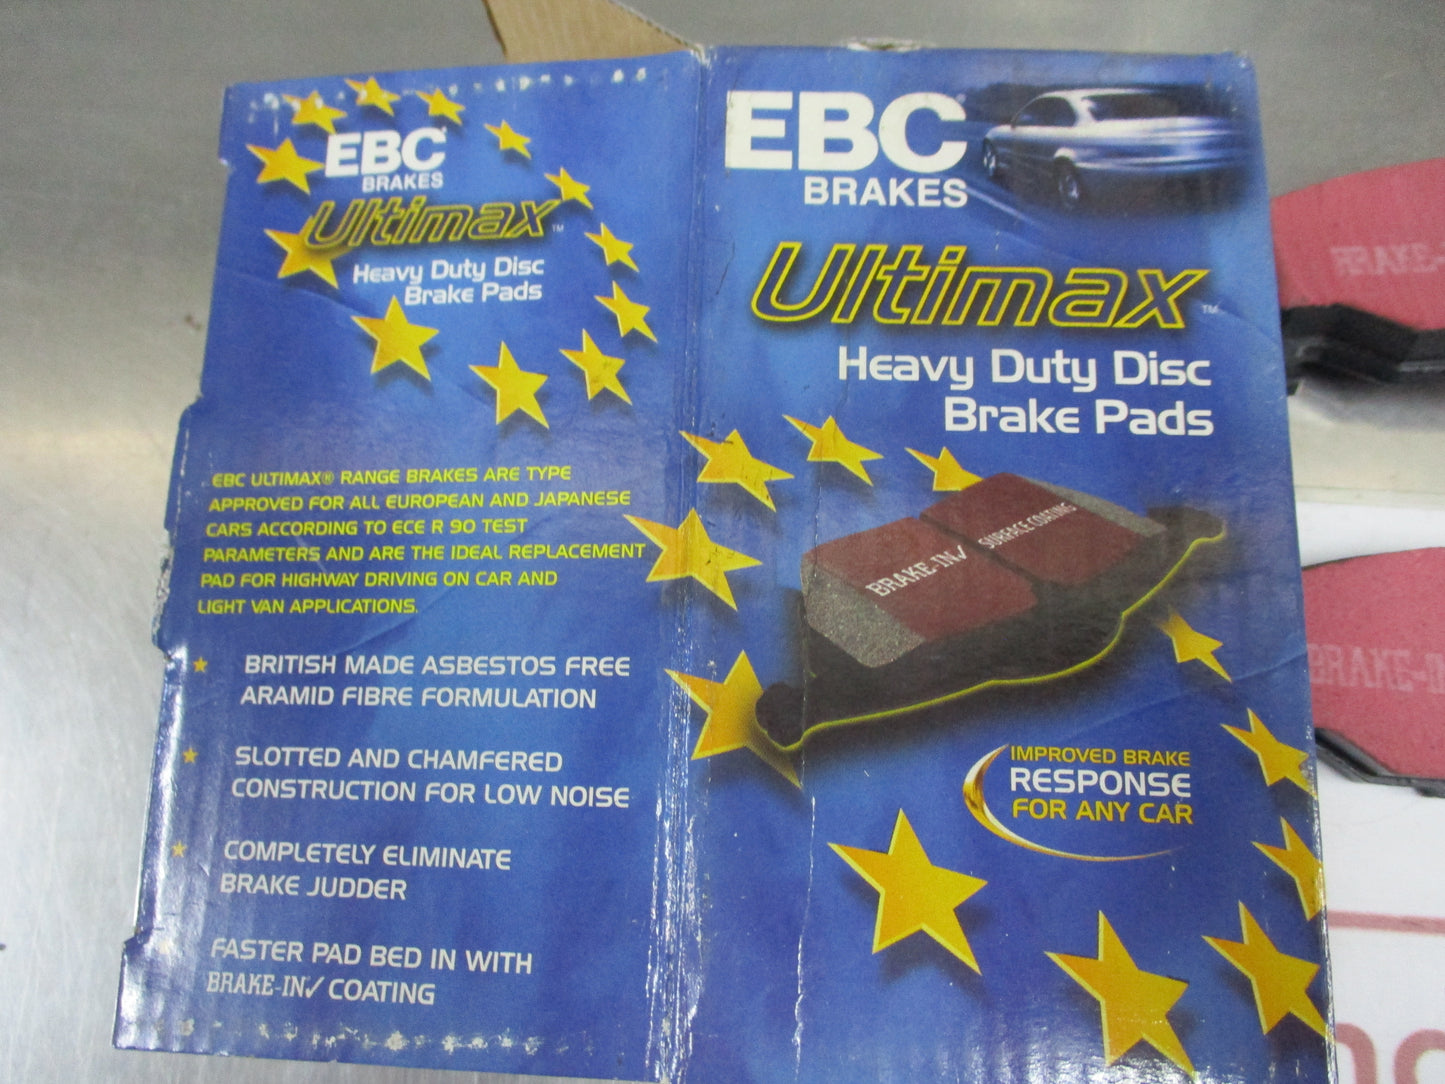 EBC
BRAKES
Ultimax™
Heavy Duty Disc
Brake Pads
EBC ULTIMAX® RANGE BRAKES ARE TYPE
APPROVED FOR ALL EUROPEAN AND JAPANESE
CARS ACCORDING TO ECE R 90 TEST
PARAMETERS AND ARE THE IDEAL REPLACEMENT
PAD FOR HIGHWAY DRIVING ON CAR AND
LIGHT VAN APPLICATIONS.
BRITISH MADE ASBESTOS FREE
ARAMID FIBRE FORMULATION
SLOTTED AND CHAMFERED
CONSTRUCTION FOR LOW NOISE
COMPLETELY ELIMINATE
BRAKE JUDDER
FASTER PAD BED IN WITH
BRAKE-IN✓ COATING
EBC
BRAKES
Ultimax™
Heavy Duty Disc
Brake Pads
BRAKE-IN✓
SURFACE COATING
IMPROVED BRAKE
RESPONSE
FOR ANY CAR
BRAKE-
BRAKE-IN